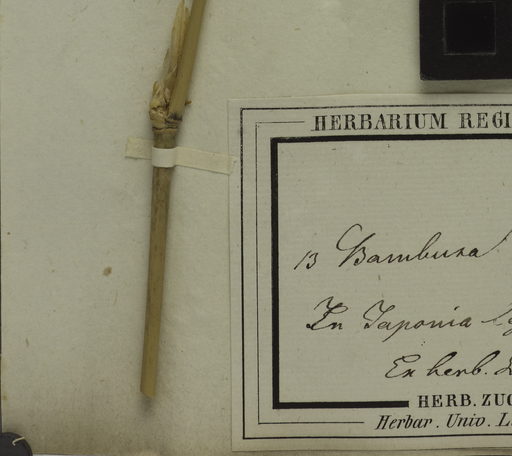 HERBARIUM REGI
13 Bambusa
In Japonia
Ex herb.
HERB. ZUC
Herbar. Univ. L